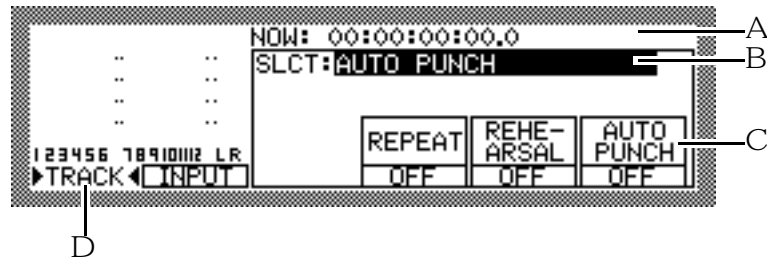 NOW: 00:00:00:00.0
A
SLCT:AUTO PUNCH
B
REPEAT
REHE-
ARSAL
AUTO
PUNCH
C
OFF
OFF
OFF
123456 789101112 L R
▶TRACK◀ INPUT
D